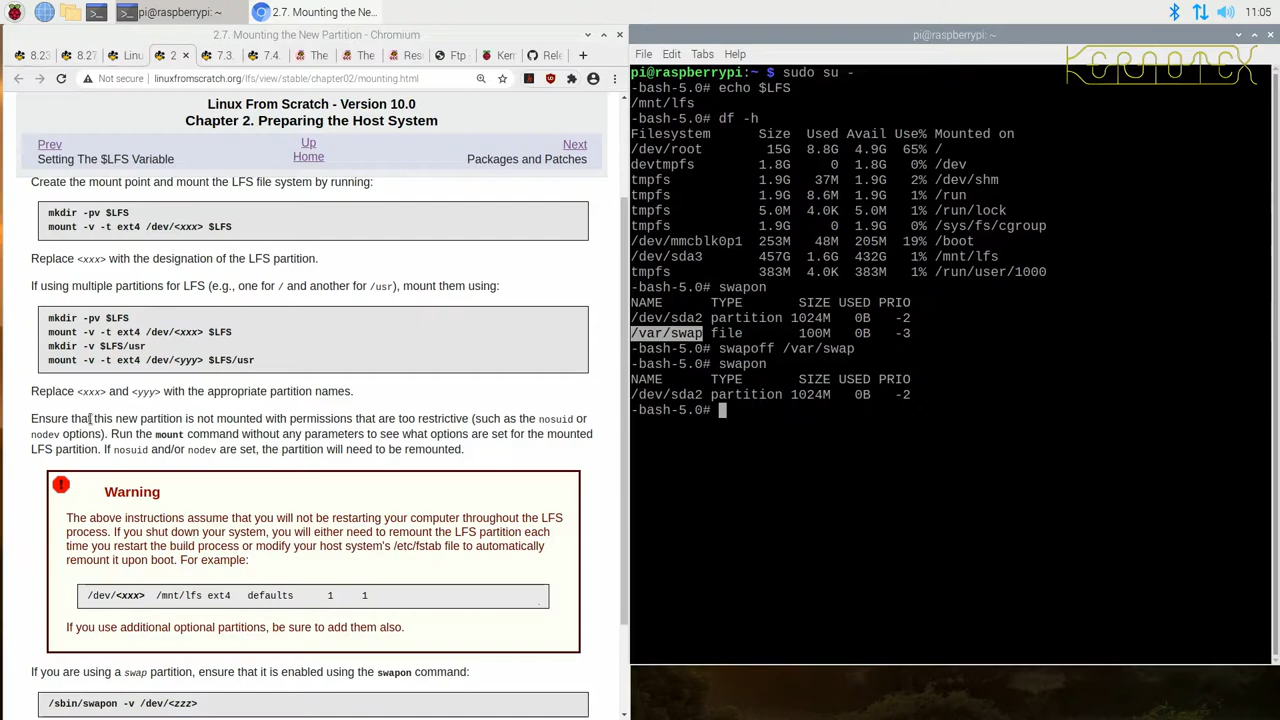 pi@raspberrypi: ~
2.7. Mounting the Ne...
11:05
2.7. Mounting the New Partition - Chromium
8.23
8.27
Linu
2
7.3.
7.4.
The
The
Res
Ftp
Kerr
Rele
Not secure
linuxfromscratch.org/lfs/view/stable/chapter02/mounting.html
Linux From Scratch - Version 10.0
Chapter 2. Preparing the Host System
Prev
Up
Next
Setting The $LFS Variable
Home
Packages and Patches
Create the mount point and mount the LFS file system by running:
mkdir -pv $LFS
mount -v -t ext4 /dev/<xxx> $LFS
Replace <xxx> with the designation of the LFS partition.
If using multiple partitions for LFS (e.g., one for / and another for /usr), mount them using:
mkdir -pv $LFS
mount -v -t ext4 /dev/<xxx> $LFS
mkdir -v $LFS/usr
mount -v -t ext4 /dev/<yyy> $LFS/usr
Replace <xxx> and <yyy> with the appropriate partition names.
Ensure that this new partition is not mounted with permissions that are too restrictive (such as the nosuid or
nodev options). Run the mount command without any parameters to see what options are set for the mounted
LFS partition. If nosuid and/or nodev are set, the partition will need to be remounted.
Warning
The above instructions assume that you will not be restarting your computer throughout the LFS
process. If you shut down your system, you will either need to remount the LFS partition each
time you restart the build process or modify your host system's /etc/fstab file to automatically
remount it upon boot. For example:
/dev/<xxx> /mnt/lfs ext4 defaults 1 1
If you use additional optional partitions, be sure to add them also.
If you are using a swap partition, ensure that it is enabled using the swapon command:
/sbin/swapon -v /dev/<zzz>
pi@raspberrypi: ~
File Edit Tabs Help
KERNOTEX
pi@raspberrypi:~ $ sudo su -
-bash-5.0# echo $LFS
/mnt/lfs
-bash-5.0# df -h
Filesystem Size Used Avail Use% Mounted on
/dev/root 15G 8.8G 4.9G 65% /
devtmpfs 1.8G 0 1.8G 0% /dev
tmpfs 1.9G 37M 1.9G 2% /dev/shm
tmpfs 1.9G 8.6M 1.9G 1% /run
tmpfs 5.0M 4.0K 5.0M 1% /run/lock
tmpfs 1.9G 0 1.9G 0% /sys/fs/cgroup
/dev/mmcblk0p1 253M 48M 205M 19% /boot
/dev/sda3 457G 1.6G 432G 1% /mnt/lfs
tmpfs 383M 4.0K 383M 1% /run/user/1000
-bash-5.0# swapon
NAME TYPE SIZE USED PRIO
/dev/sda2 partition 1024M 0B -2
/var/swap file 100M 0B -3
-bash-5.0# swapoff /var/swap
-bash-5.0# swapon
NAME TYPE SIZE USED PRIO
/dev/sda2 partition 1024M 0B -2
-bash-5.0#